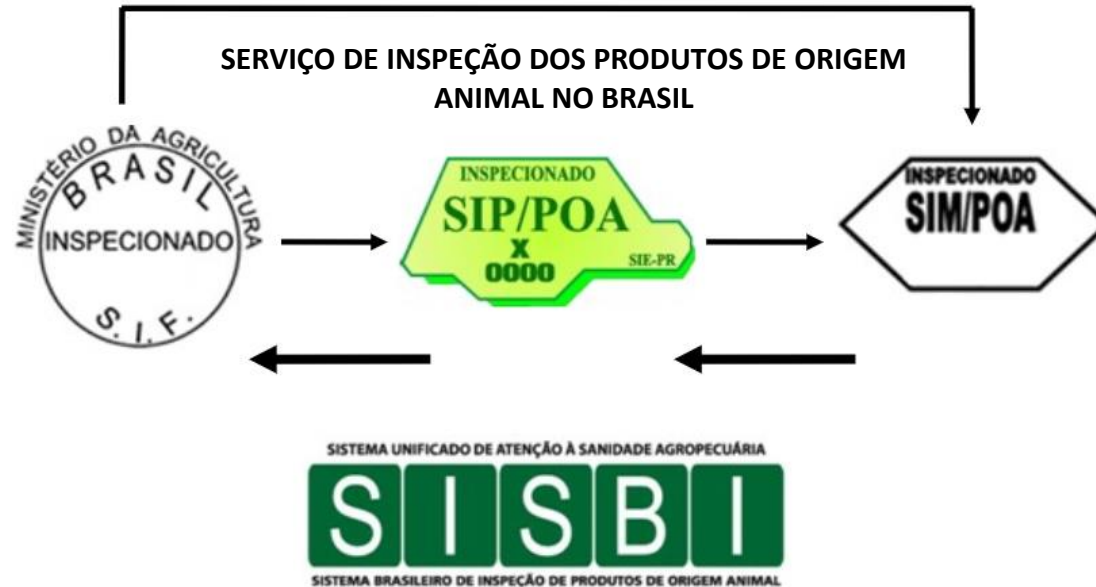 SERVIÇO DE INSPEÇÃO DOS PRODUTOS DE ORIGEM
ANIMAL NO BRASIL
MINISTÉRIO DA AGRICULTURA
BRASIL
INSPECIONADO
S. I. F.
INSPECIONADO
SIP/POA
X
0000
SIE-PR
INSPECIONADO
SIM/POA
SISTEMA UNIFICADO DE ATENÇÃO À SANIDADE AGROPECUÁRIA
SISBI
SISTEMA BRASILEIRO DE INSPEÇÃO DE PRODUTOS DE ORIGEM ANIMAL